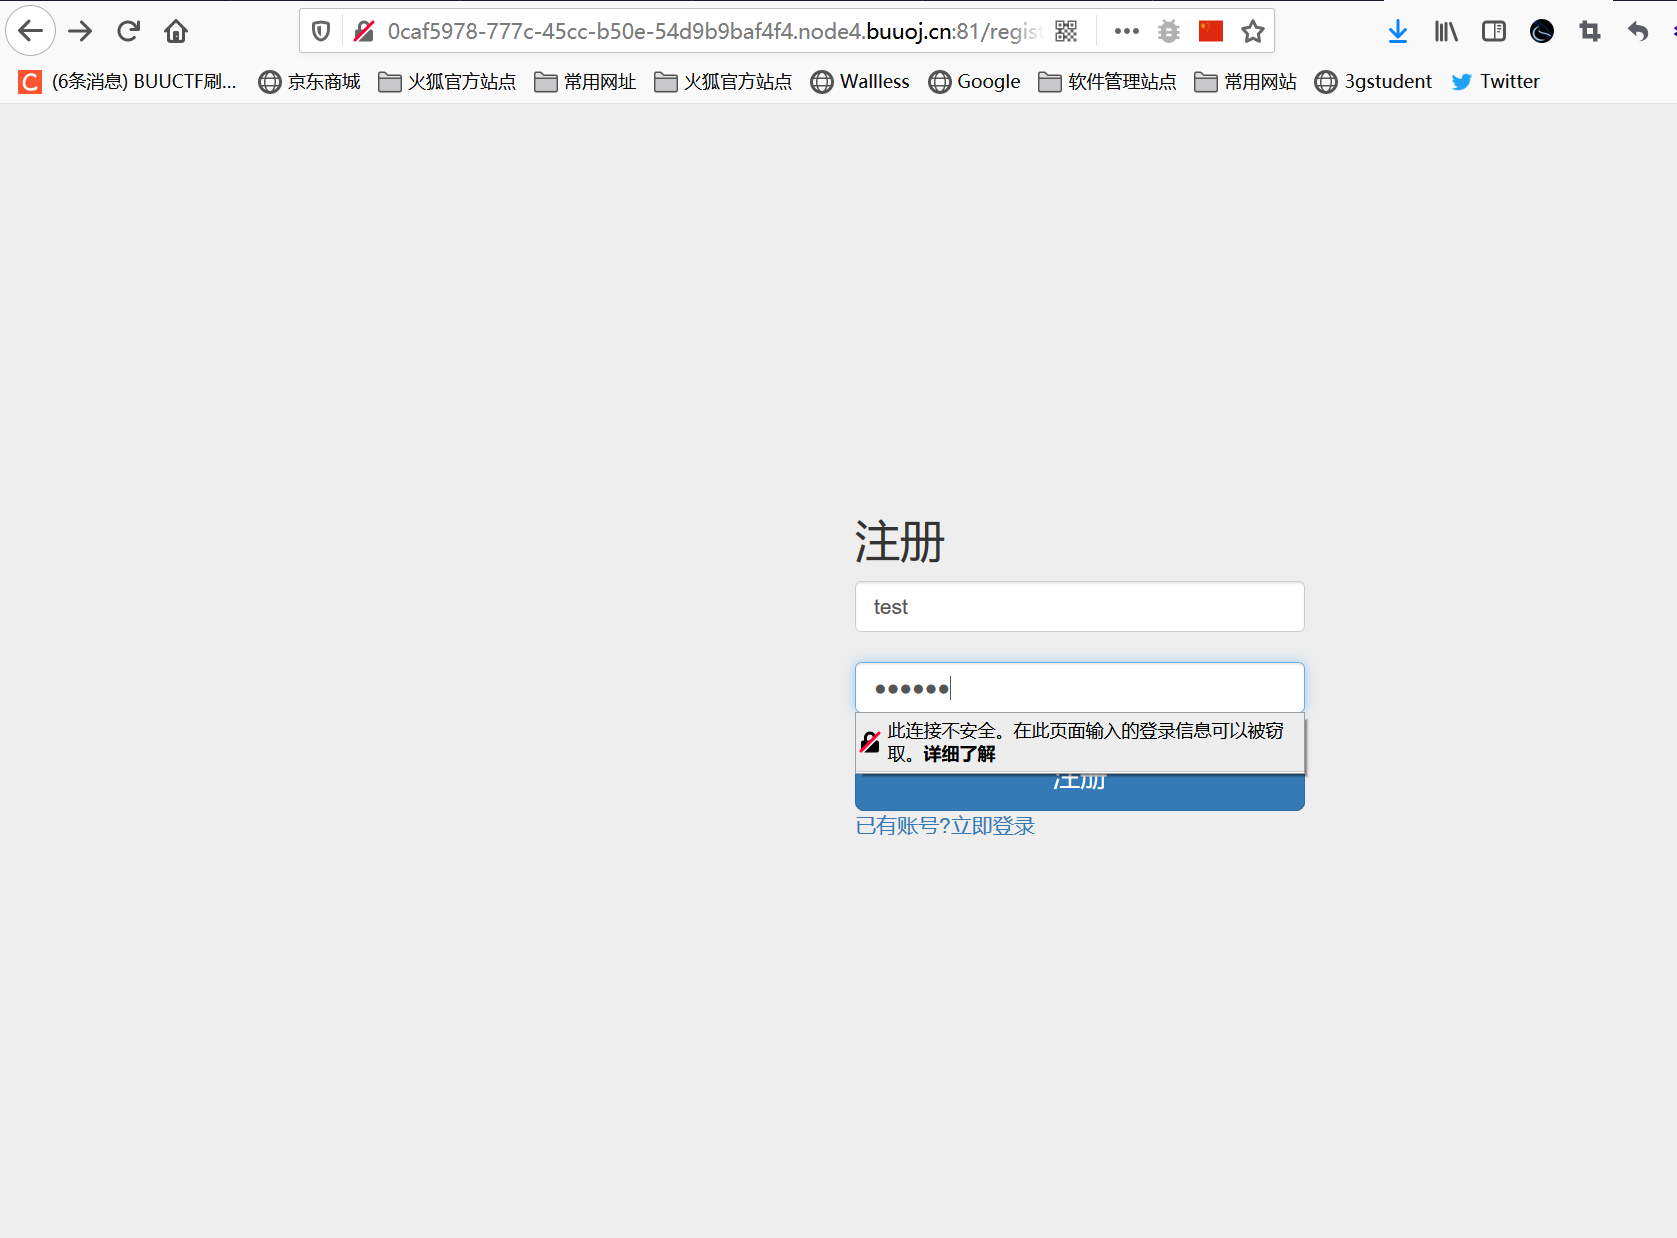 0caf5978-777c-45cc-b50e-54d9b9baf4f4.node4.buuoj.cn:81/regist
C (6条消息) BUUCTF刷... 京东商城 火狐官方站点 常用网址 火狐官方站点 Wallless Google 软件管理站点 常用网站 3gstudent Twitter
注册
test
此连接不安全。在此页面输入的登录信息可以被窃
取。详细了解
注册
已有账号?立即登录